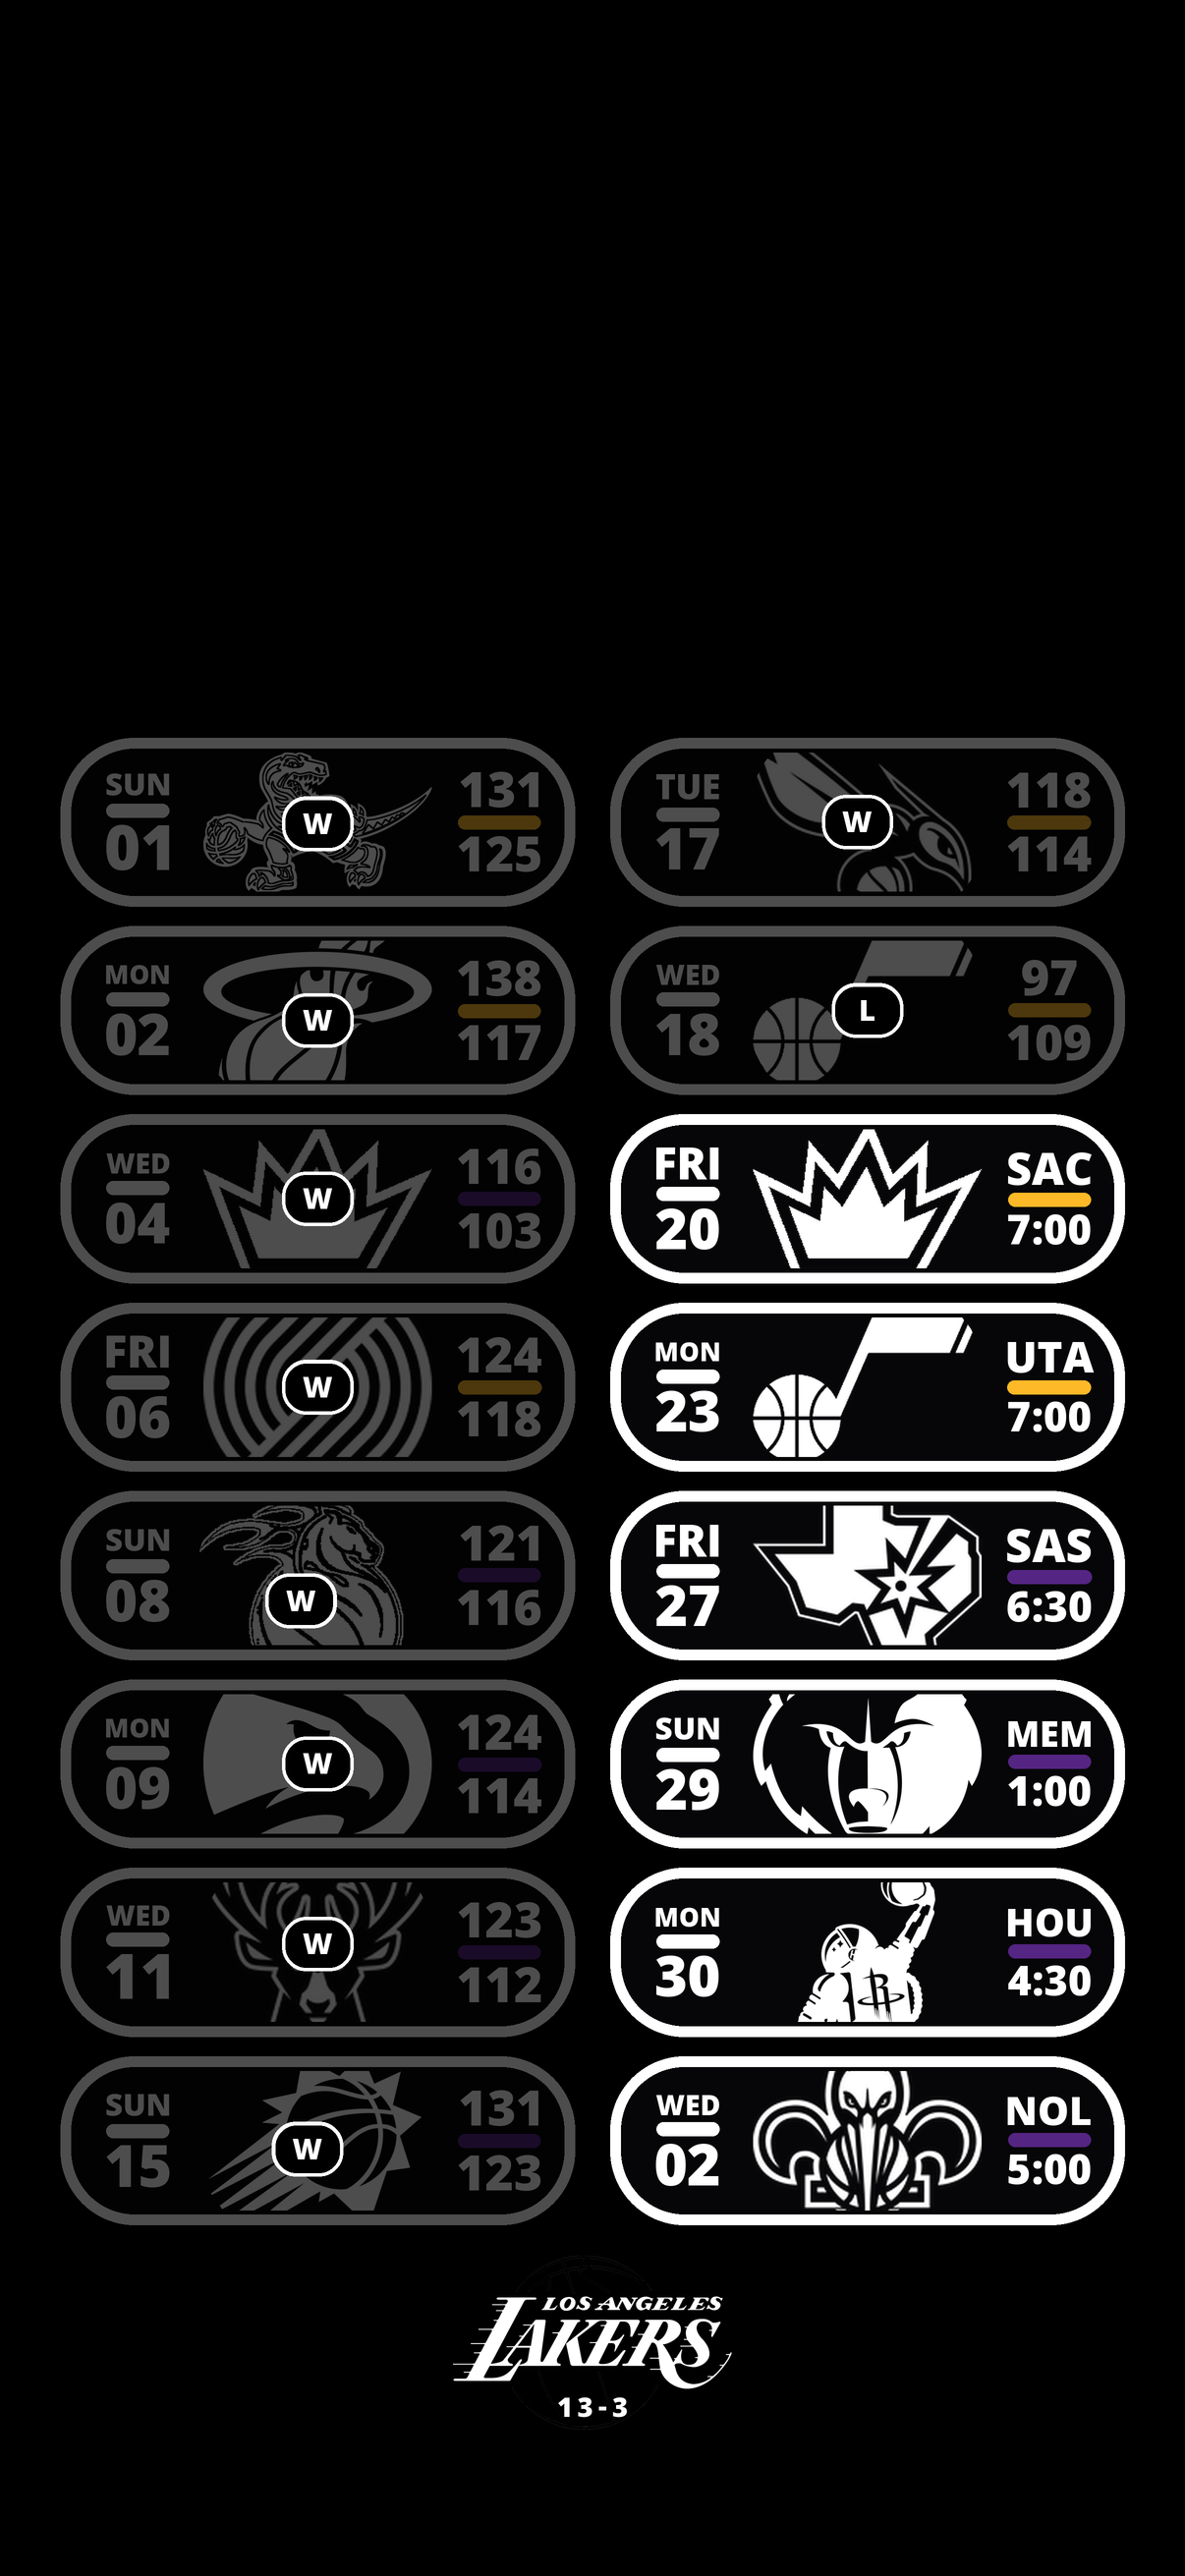 SUN
01
W
131
125
MON
02
W
138
117
WED
04
W
116
103
FRI
06
W
124
118
SUN
08
W
121
116
MON
09
W
124
114
WED
11
W
123
112
SUN
15
W
131
123
TUE
17
W
118
114
WED
18
L
97
109
FRI
20
SAC
7:00
MON
23
UTA
7:00
FRI
27
SAS
6:30
SUN
29
MEM
1:00
MON
30
R
HOU
4:30
WED
02
NOL
5:00
LOS ANGELES
LAKERS
13-3